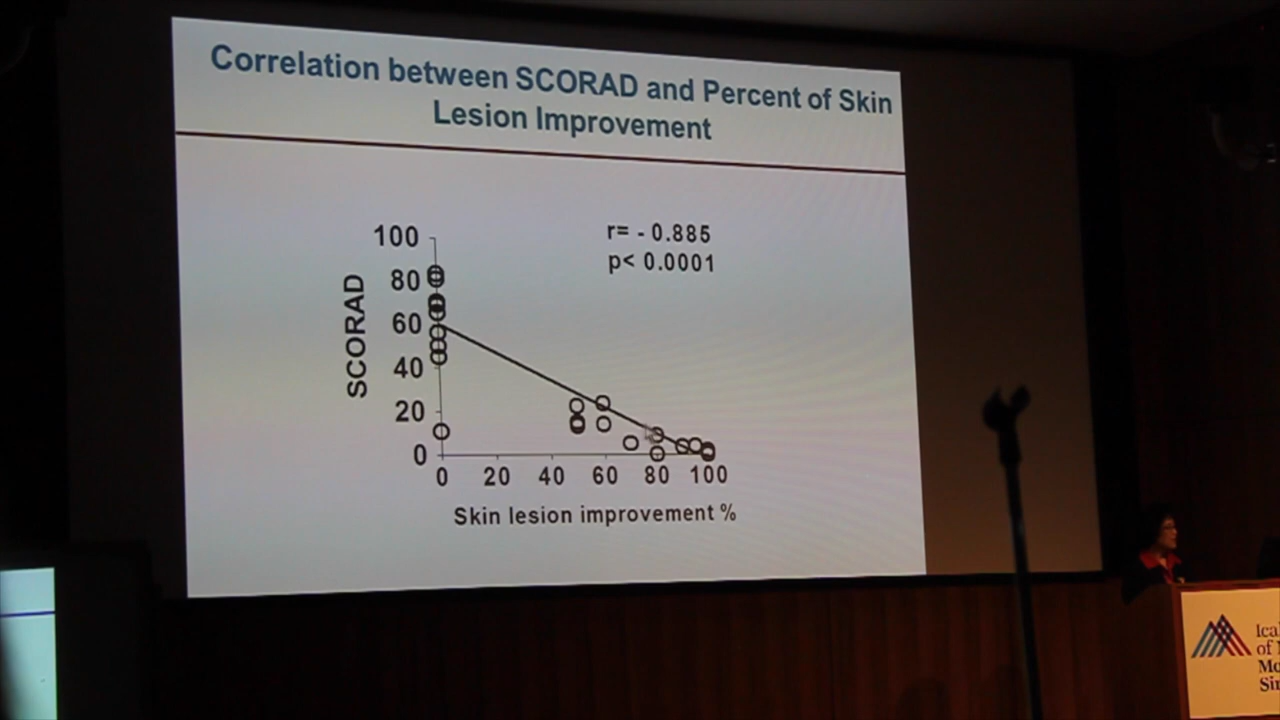 Correlation between SCORAD and Percent of Skin
Lesion Improvement
r= - 0.885
p< 0.0001
SCORAD
100
80
60
40
20
0
0 20 40 60 80 100
Skin lesion improvement %
of